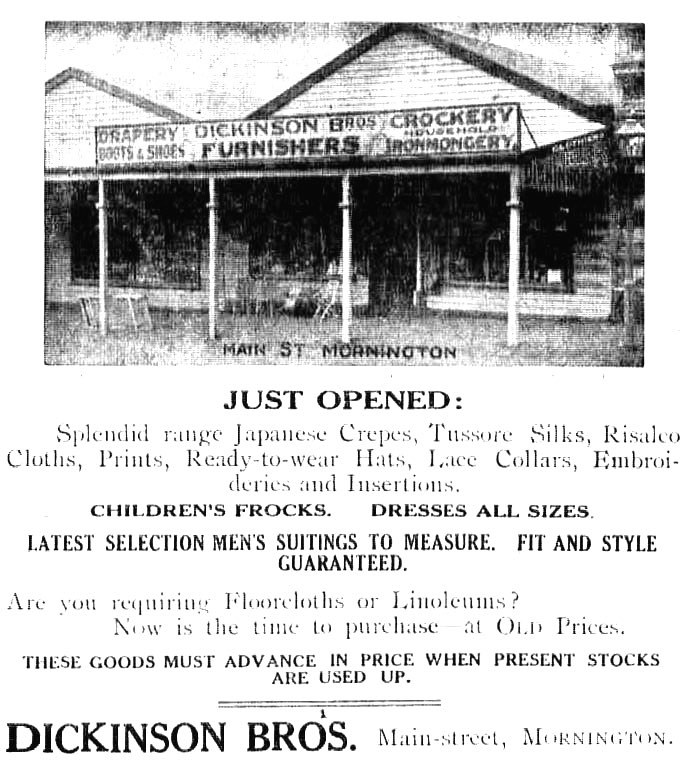 DRAPERY DICKINSON BROS CROCKERY
HOUSEHOLD
BOOTS & SHOES FURNISHERS IRONMONGERY
DICKINSON
MAIN ST. MORNINGTON
JUST OPENED:
Splendid range Japanese Crepes, Tussore Silks, Risalco
Cloths, Prints, Ready-to-wear Hats, Lace Collars, Embroi-
deries and Insertions.
CHILDREN'S FROCKS. DRESSES ALL SIZES.
LATEST SELECTION MEN'S SUITINGS TO MEASURE. FIT AND STYLE
GUARANTEED.
Are you requiring Floorcloths or Linoleums?
Now is the time to purchase—at OLD Prices.
THESE GOODS MUST ADVANCE IN PRICE WHEN PRESENT STOCKS
ARE USED UP.
DICKINSON BROS. Main-street, MORNINGTON.